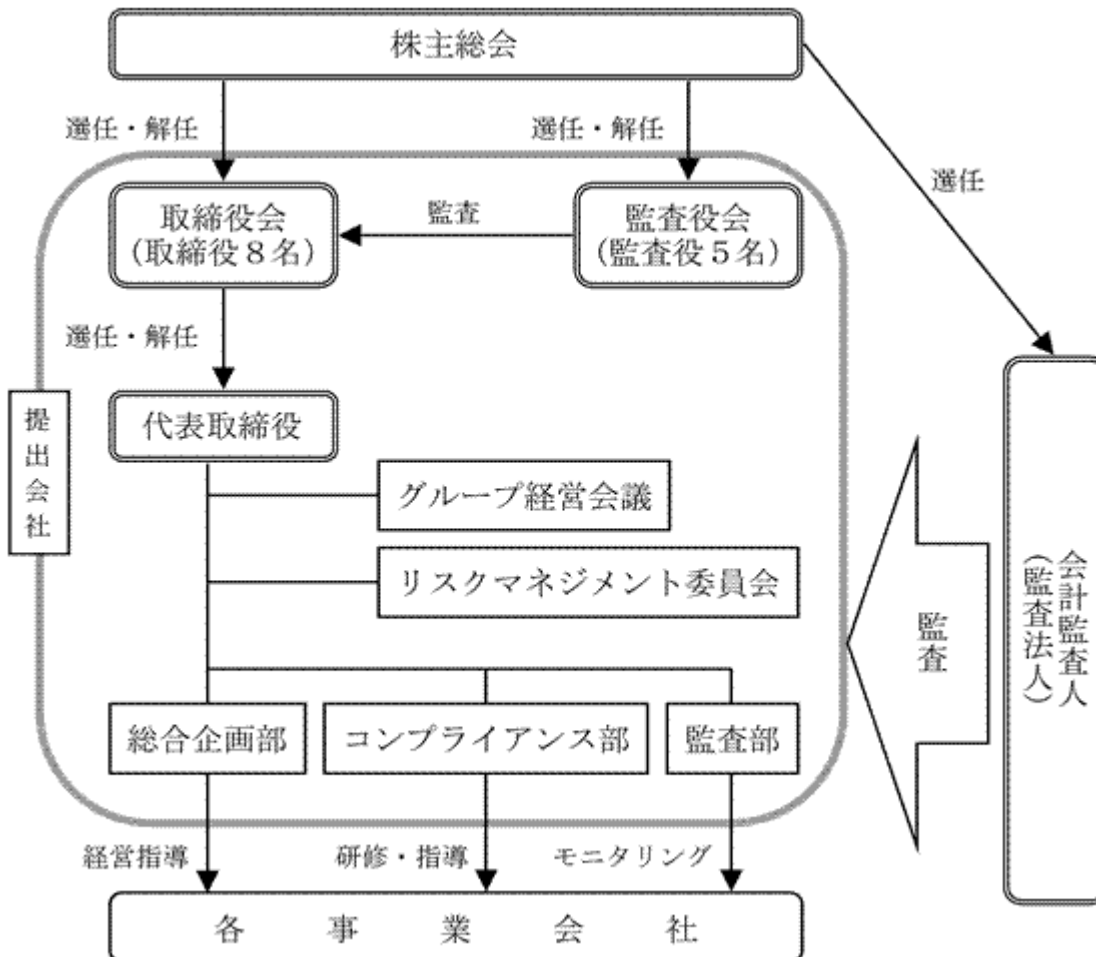 株主総会
選任・解任
選任・解任
選任
取締役会
（取締役８名）
監査
監査役会
（監査役５名）
選任・解任
提出会社
代表取締役
グループ経営会議
リスクマネジメント委員会
監査
会計監査人
（監査法人）
総合企画部
コンプライアンス部
監査部
経営指導
研修・指導
モニタリング
各事業会社